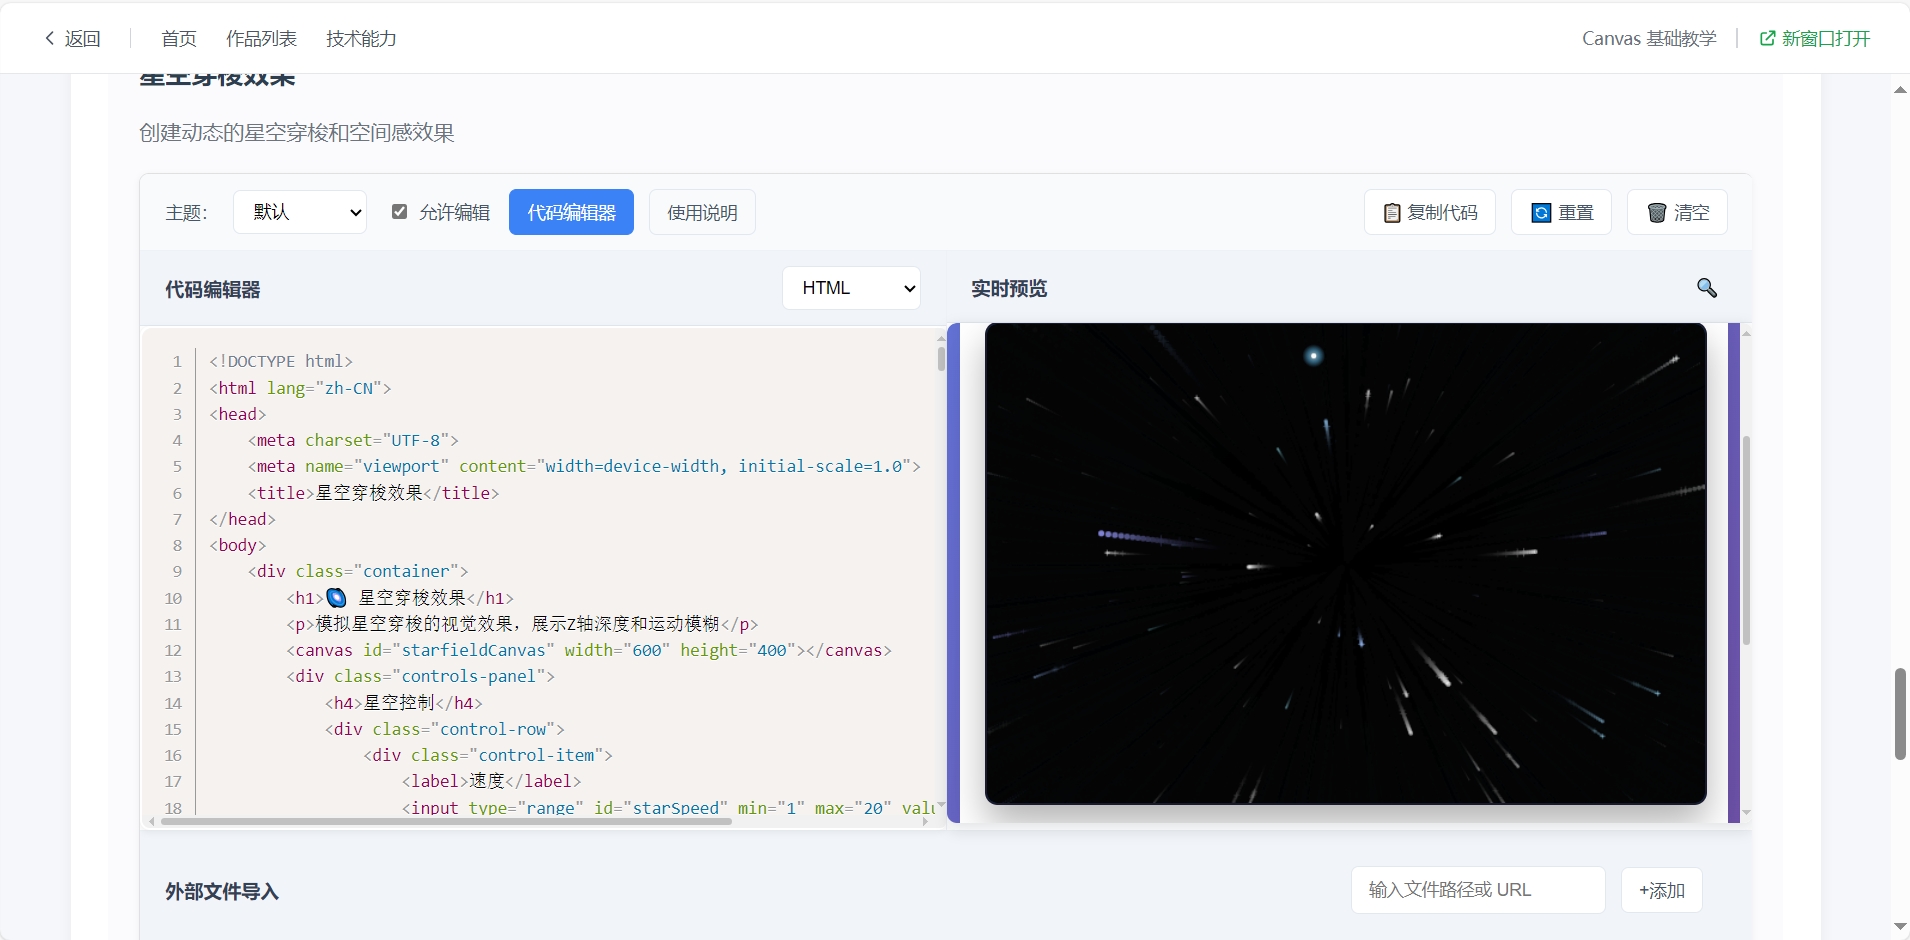 返回
首页
作品列表
技术能力
Canvas 基础教学
新窗口打开
星空穿梭效果
创建动态的星空穿梭和空间感效果
主题：
默认
允许编辑
代码编辑器
使用说明
复制代码
重置
清空
代码编辑器
HTML
实时预览
1 <!DOCTYPE html>
2 <html lang="zh-CN">
3 <head>
4 <meta charset="UTF-8">
5 <meta name="viewport" content="width=device-width, initial-scale=1.0">
6 <title>星空穿梭效果</title>
7 </head>
8 <body>
9 <div class="container">
10 <h1>🌌 星空穿梭效果</h1>
11 <p>模拟星空穿梭的视觉效果，展示Z轴深度和运动模糊</p>
12 <canvas id="starfieldCanvas" width="600" height="400"></canvas>
13 <div class="controls-panel">
14 <h4>星空控制</h4>
15 <div class="control-row">
16 <div class="control-item">
17 <label>速度</label>
18 <input type="range" id="starSpeed" min="1" max="20" valu
外部文件导入
输入文件路径或 URL
+添加